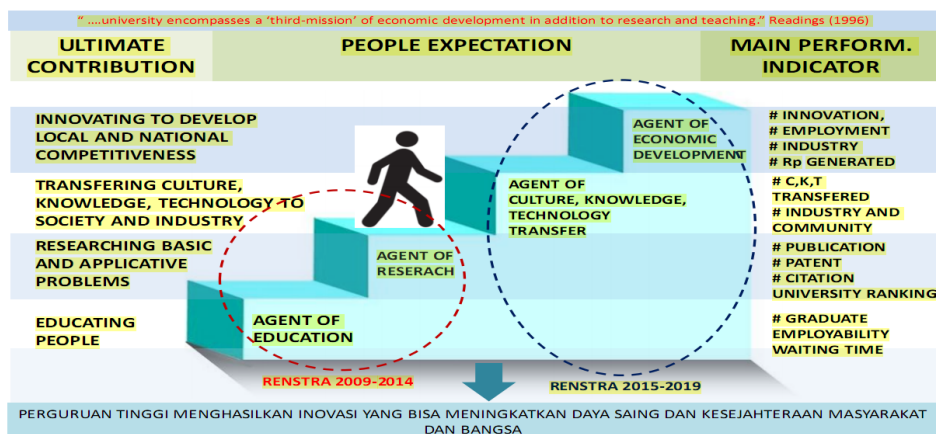 “ ....university encompasses a ‘third-mission’ of economic development in addition to research and teaching.” Readings (1996)
ULTIMATE
CONTRIBUTION
PEOPLE EXPECTATION
MAIN PERFORM.
INDICATOR
INNOVATING TO DEVELOP
LOCAL AND NATIONAL
COMPETITIVENESS
AGENT OF
ECONOMIC
DEVELOPMENT
# INNOVATION,
# EMPLOYMENT
# INDUSTRY
# Rp GENERATED
TRANSFERING CULTURE,
KNOWLEDGE, TECHNOLOGY TO
SOCIETY AND INDUSTRY
AGENT OF
CULTURE, KNOWLEDGE,
TECHNOLOGY
TRANSFER
# C,K,T
TRANSFERED
# INDUSTRY AND
COMMUNITY
RESEARCHING BASIC
AND APPLICATIVE
PROBLEMS
AGENT OF
RESERACH
# PUBLICATION
# PATENT
# CITATION
UNIVERSITY RANKING
EDUCATING
PEOPLE
AGENT OF
EDUCATION
# GRADUATE
EMPLOYABILITY
WAITING TIME
RENSTRA 2009-2014
RENSTRA 2015-2019
PERGURUAN TINGGI MENGHASILKAN INOVASI YANG BISA MENINGKATKAN DAYA SAING DAN KESEJAHTERAAN MASYARAKAT
DAN BANGSA